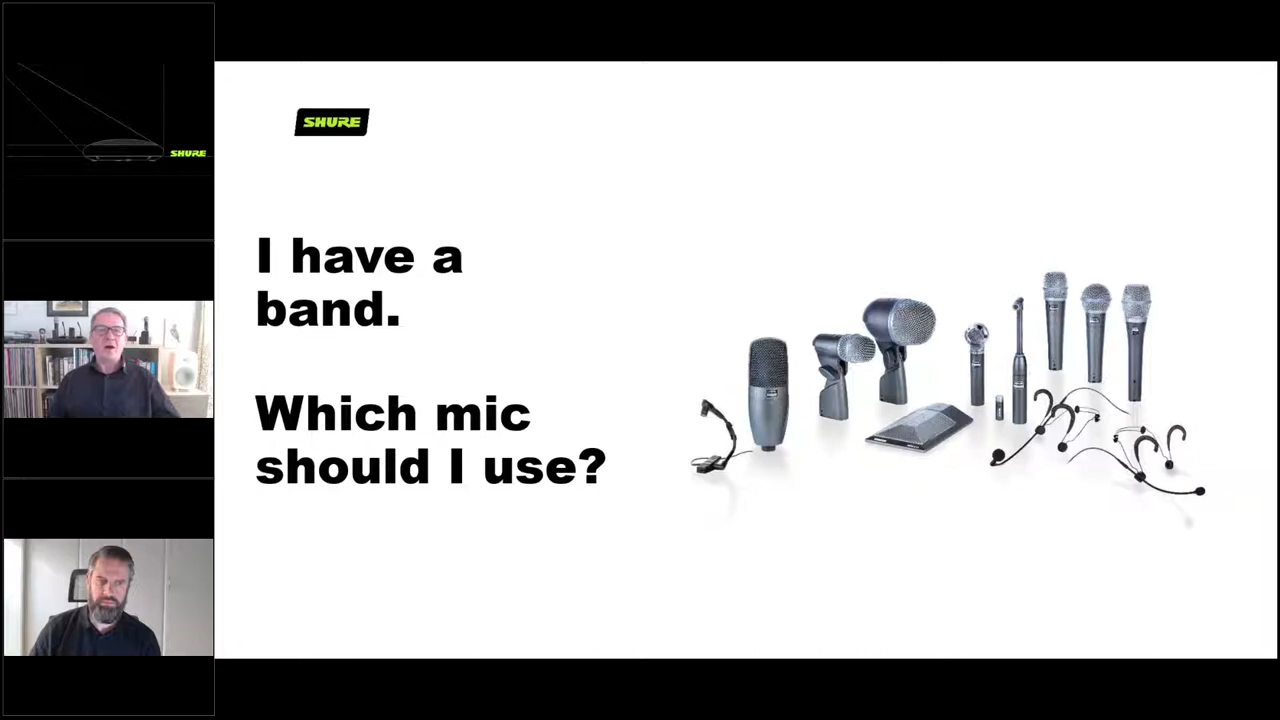 SHURE
SHURE
I have a
band.
Which mic
should I use?